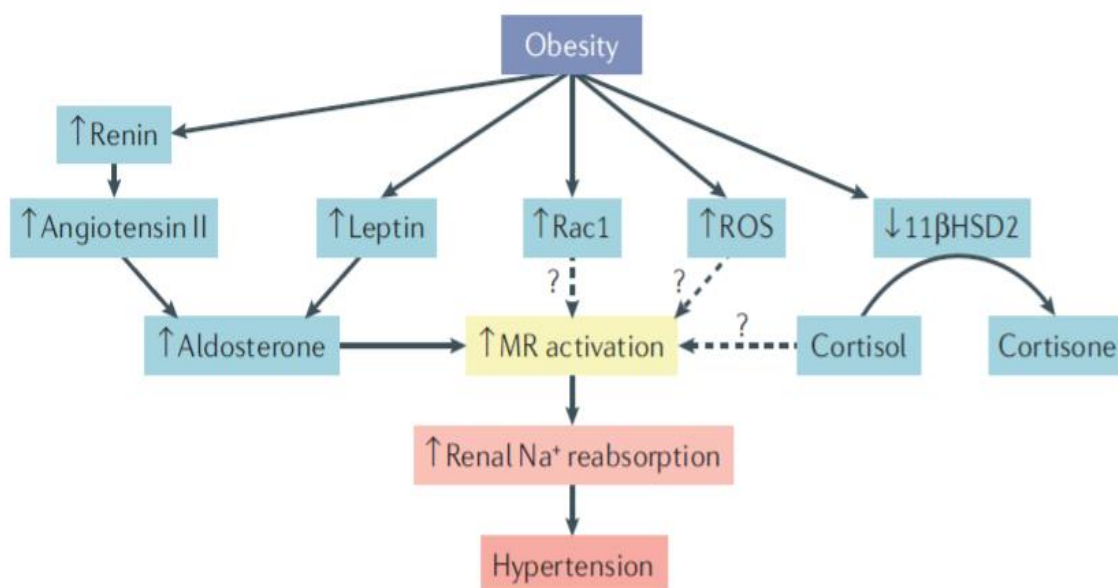 Obesity
↑Renin
↑Angiotensin II
↑Leptin
↑Rac1
↑ROS
↓11βHSD2
?
?
?
↑Aldosterone
↑MR activation
Cortisol
Cortisone
↑Renal Na⁺ reabsorption
Hypertension